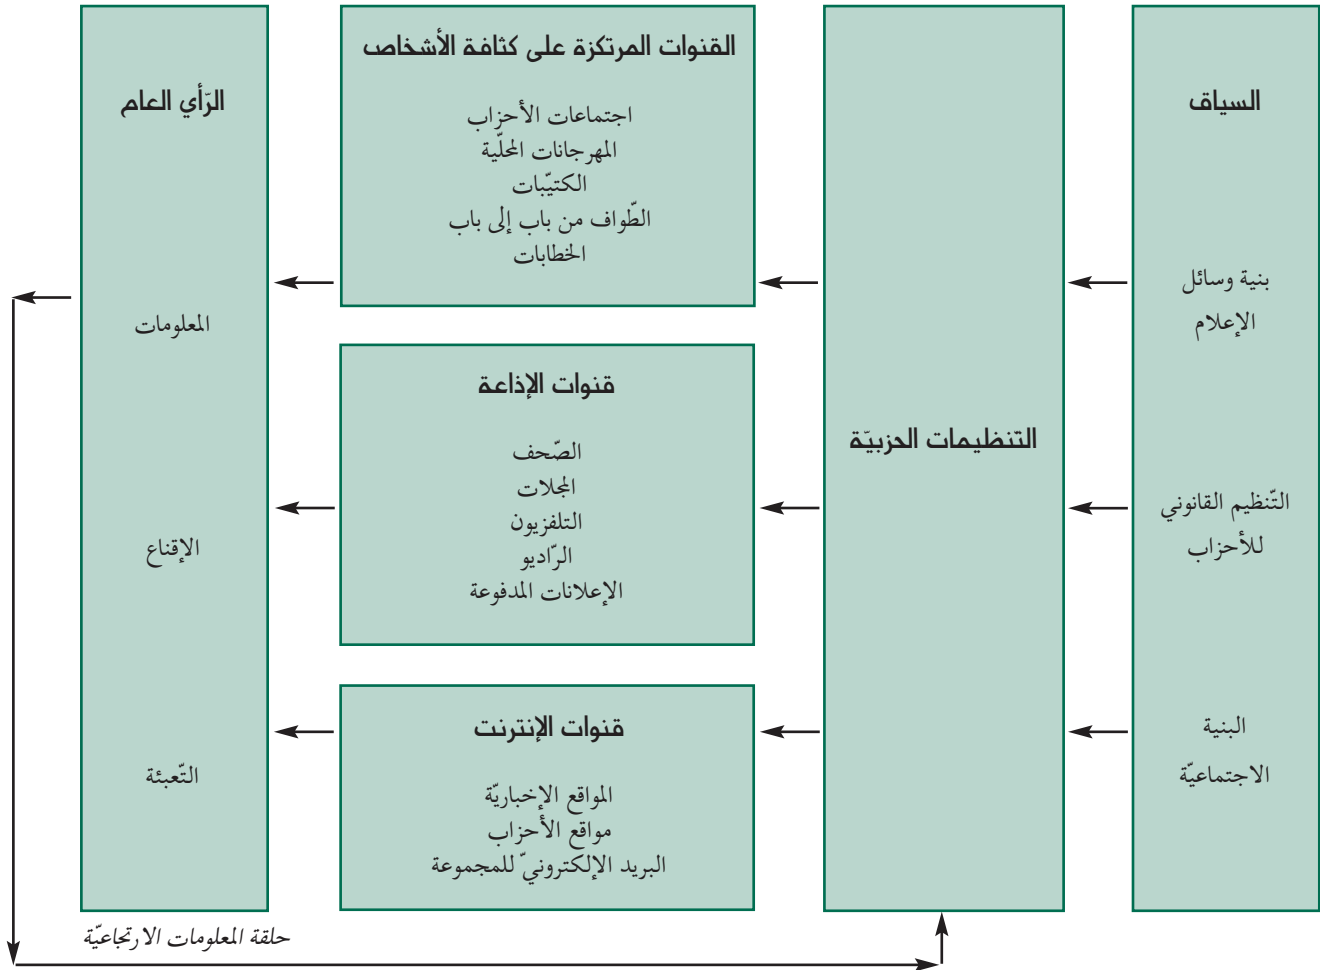 السياق
بنية وسائل
الإعلام
التّنظيم القانوني
للأحزاب
البنية
الاجتماعيّة
التّنظيمات الحزبيّة
القنوات المرتكزة على كثافة الأشخاص
اجتماعات الأحزاب
المهرجانات المحلّية
الكتيّبات
الطّواف من باب إلى باب
الخطابات
قنوات الإذاعة
الصّحف
المجلات
التلفزيون
الرّاديو
الإعلانات المدفوعة
قنوات الإنترنت
المواقع الإخباريّة
مواقع الأحزاب
البريد الإلكترونيّ للمجموعة
الرّأي العام
المعلومات
الإقناع
التّعبئة
حلقة المعلومات الارتجاعيّة